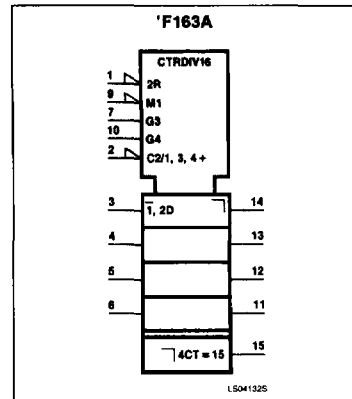 'F163A
CTRDIV16
1 2R
9 M1
7 G3
10 G4
2 C2/1, 3, 4 +
3 1, 2D 14
4 13
5 12
6 11
4CT = 15 15
LS04132S